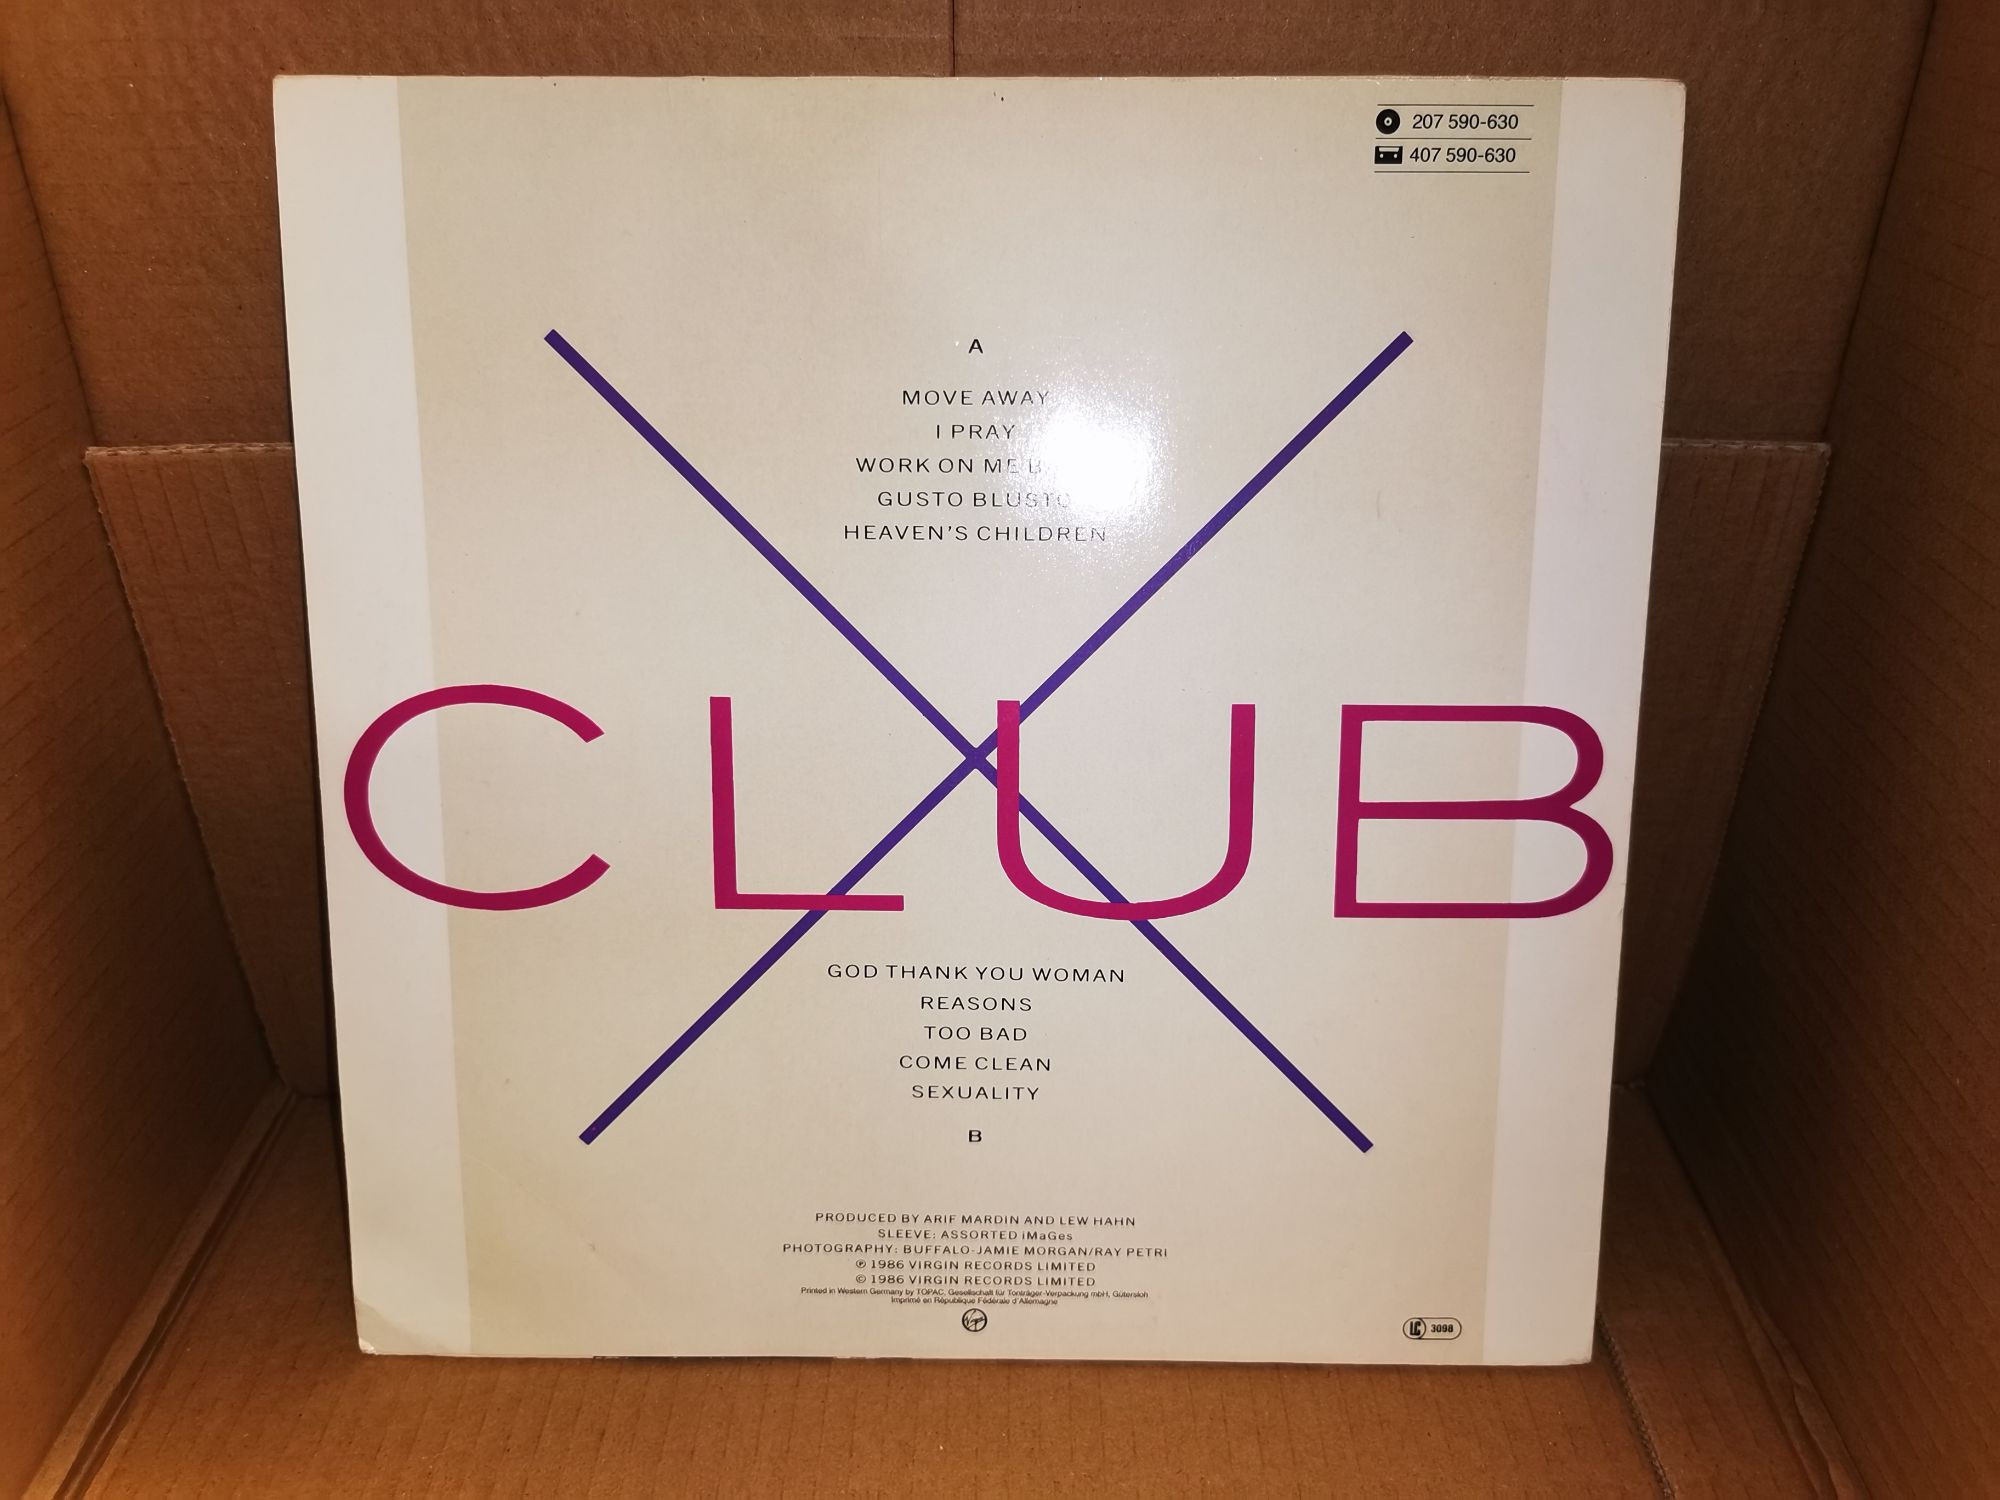 207 590-630
407 590-630
A
MOVE AWAY
I PRAY
WORK ON ME
GUSTO BLUSTO
HEAVEN'S CHILDREN
CLUB
GOD THANK YOU WOMAN
REASONS
TOO BAD
COME CLEAN
SEXUALITY
B
PRODUCED BY ARIF MARDIN AND LEW HAHN
SLEEVE: ASSORTED iMaGes
PHOTOGRAPHY: BUFFALO-JAMIE MORGAN/RAY PETRI
℗ 1986 VIRGIN RECORDS LIMITED
© 1986 VIRGIN RECORDS LIMITED
Printed in Western Germany by TOPAC, Gesellschaft für Tonträger-Verpackung mbH, Gütersloh
Imprimé en République Fédérale d'Allemagne
Virgin
LC 3098